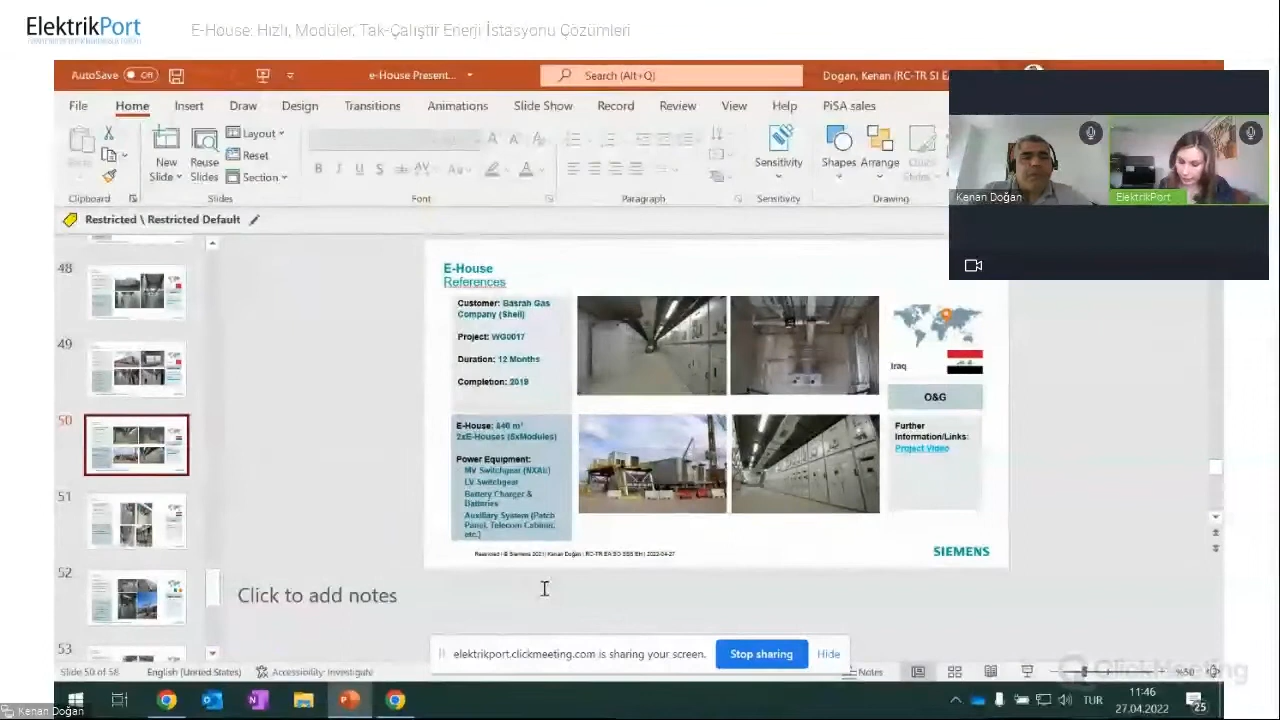 ElektrikPort
E-House: Hızlı, Modüler, Tak-Çalıştır Enerji İstasyonu Çözümleri
AutoSave Off
e-House Present...
Search (Alt+Q)
Dogan, Kenan (RC-TR SI E
File Home Insert Draw Design Transitions Animations Slide Show Record Review View Help PiSA sales
New Slide
Reuse Slides
Layout
Reset
Section
Sensitivity
Shapes
Arrange
Clipboard
Slides
Font
Paragraph
Sensitivity
Drawing
Kenan Doğan
ElektrikPort
Restricted \ Restricted Default
48
49
50
51
52
53
E-House
References
Customer: Basrah Gas
Company (Shell)
Project: WG0017
Duration: 12 Months
Completion: 2018
E-House: 840 m²
2xE-Houses (6xModules)
Power Equipment:
MV Switchgear (NXAir)
LV Switchgear
Battery Charger &
Batteries
Auxiliary System (Patch
Panel, Telecom Cabinet,
etc.)
Iraq
O&G
Further
Information/Links:
Project Video
SIEMENS
Click to add notes
elektrikport.clickmeeting.com is sharing your screen.
Stop sharing
Hide
Slide 50 of 58
English (United States)
Accessibility: Investigate
Notes
%50
ClickMeeting
TUR
11:46
27.04.2022
25
Kenan Doğan